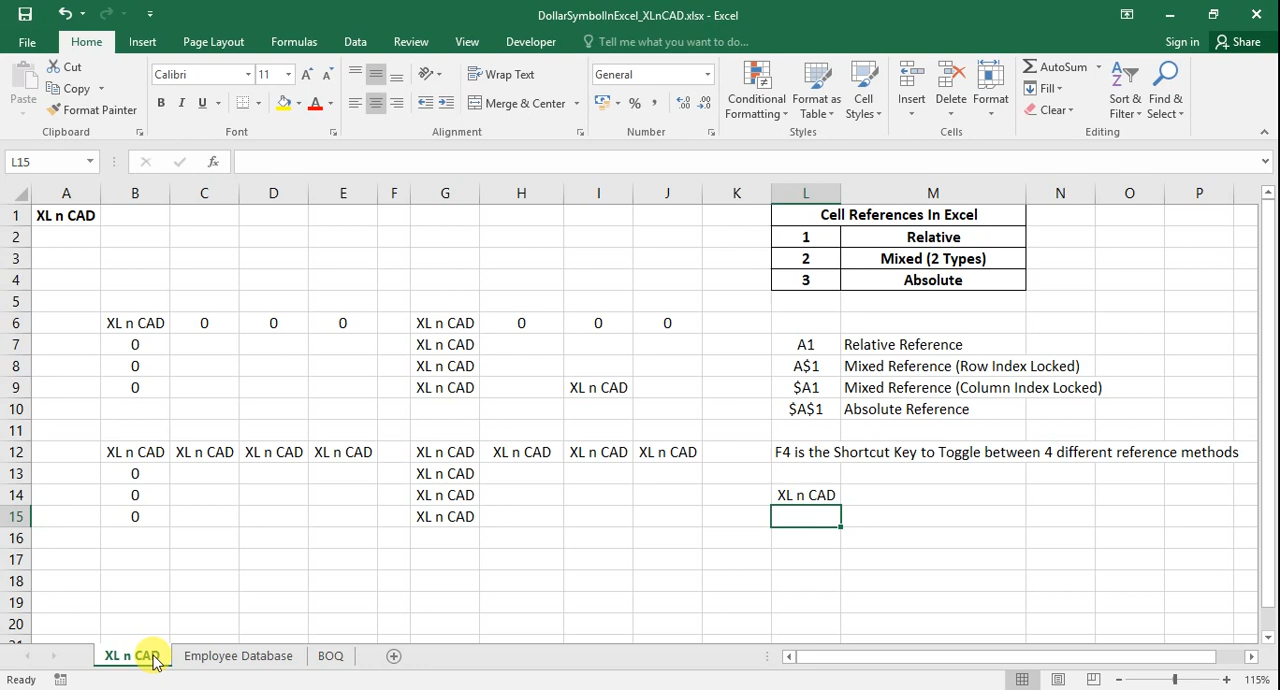 DollarSymbolInExcel_XLnCAD.xlsx - Excel
File Home Insert Page Layout Formulas Data Review View Developer Tell me what you want to do... Sign in Share
Cut
Copy
Format Painter
Paste
Clipboard
Calibri 11
B I U
Font
Wrap Text
Merge & Center
Alignment
General
%
Number
Conditional Formatting
Format as Table
Cell Styles
Styles
Insert Delete Format
Cells
AutoSum
Fill
Clear
Sort & Filter
Find & Select
Editing
L15 fx
A B C D E F G H I J K L M N O P
1 XL n CAD Cell References In Excel
2 1 Relative
3 2 Mixed (2 Types)
4 3 Absolute
5
6 XL n CAD 0 0 0 XL n CAD 0 0 0
7 0 XL n CAD A1 Relative Reference
8 0 XL n CAD A$1 Mixed Reference (Row Index Locked)
9 0 XL n CAD XL n CAD $A1 Mixed Reference (Column Index Locked)
10 $A$1 Absolute Reference
11
12 XL n CAD XL n CAD XL n CAD XL n CAD XL n CAD XL n CAD XL n CAD XL n CAD F4 is the Shortcut Key to Toggle between 4 different reference methods
13 0 XL n CAD
14 0 XL n CAD XL n CAD
15 0 XL n CAD
16
17
18
19
20
21
XL n CAD Employee Database BOQ
Ready 115%